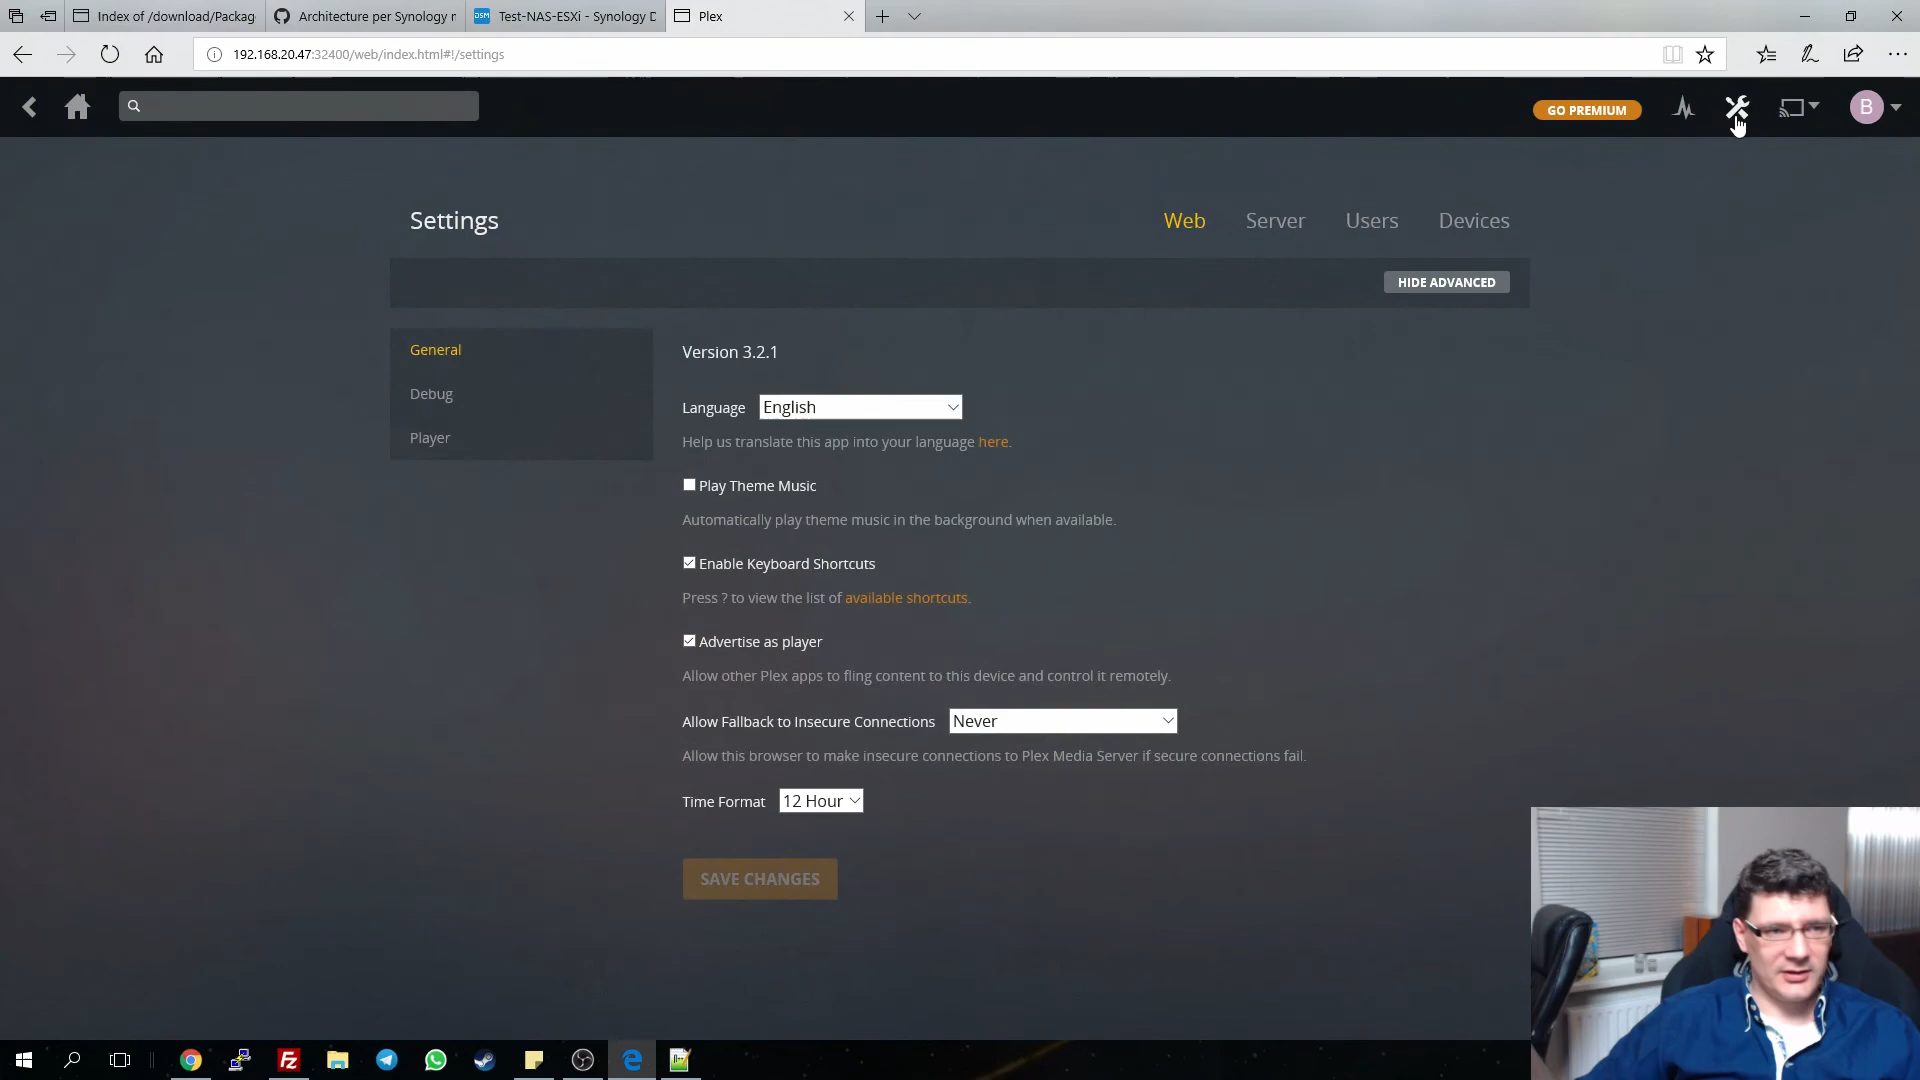 Index of /download/Packag
Architecture per Synology m
DSM
Test-NAS-ESXi - Synology D
Plex
192.168.20.47:32400/web/index.html#!/settings
GO PREMIUM
B
Settings
Web
Server
Users
Devices
HIDE ADVANCED
General
Debug
Player
Version 3.2.1
Language English
Help us translate this app into your language here.
Play Theme Music
Automatically play theme music in the background when available.
Enable Keyboard Shortcuts
Press ? to view the list of available shortcuts.
Advertise as player
Allow other Plex apps to fling content to this device and control it remotely.
Allow Fallback to Insecure Connections Never
Allow this browser to make insecure connections to Plex Media Server if secure connections fail.
Time Format 12 Hour
SAVE CHANGES
Fz